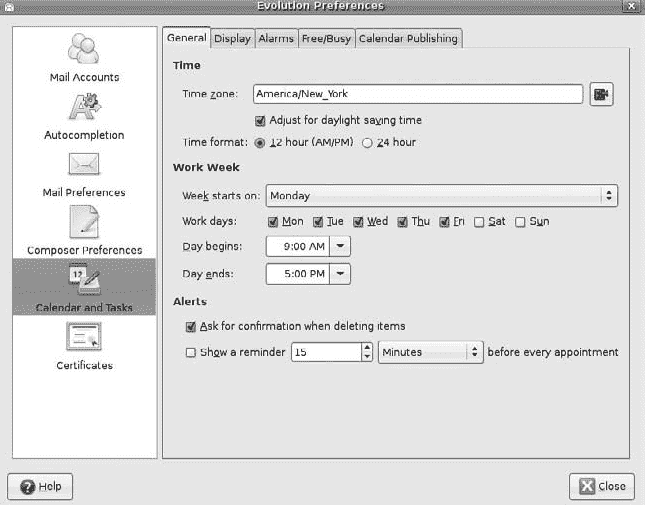 Evolution Preferences
Mail Accounts
Autocompletion
Mail Preferences
Composer Preferences
12
Calendar and Tasks
Certificates
General Display Alarms Free/Busy Calendar Publishing
Time
Time zone: America/New_York
Adjust for daylight saving time
Time format: 12 hour (AM/PM) 24 hour
Work Week
Week starts on: Monday
Work days: Mon Tue Wed Thu Fri Sat Sun
Day begins: 9:00 AM
Day ends: 5:00 PM
Alerts
Ask for confirmation when deleting items
Show a reminder 15 Minutes before every appointment
Help Close